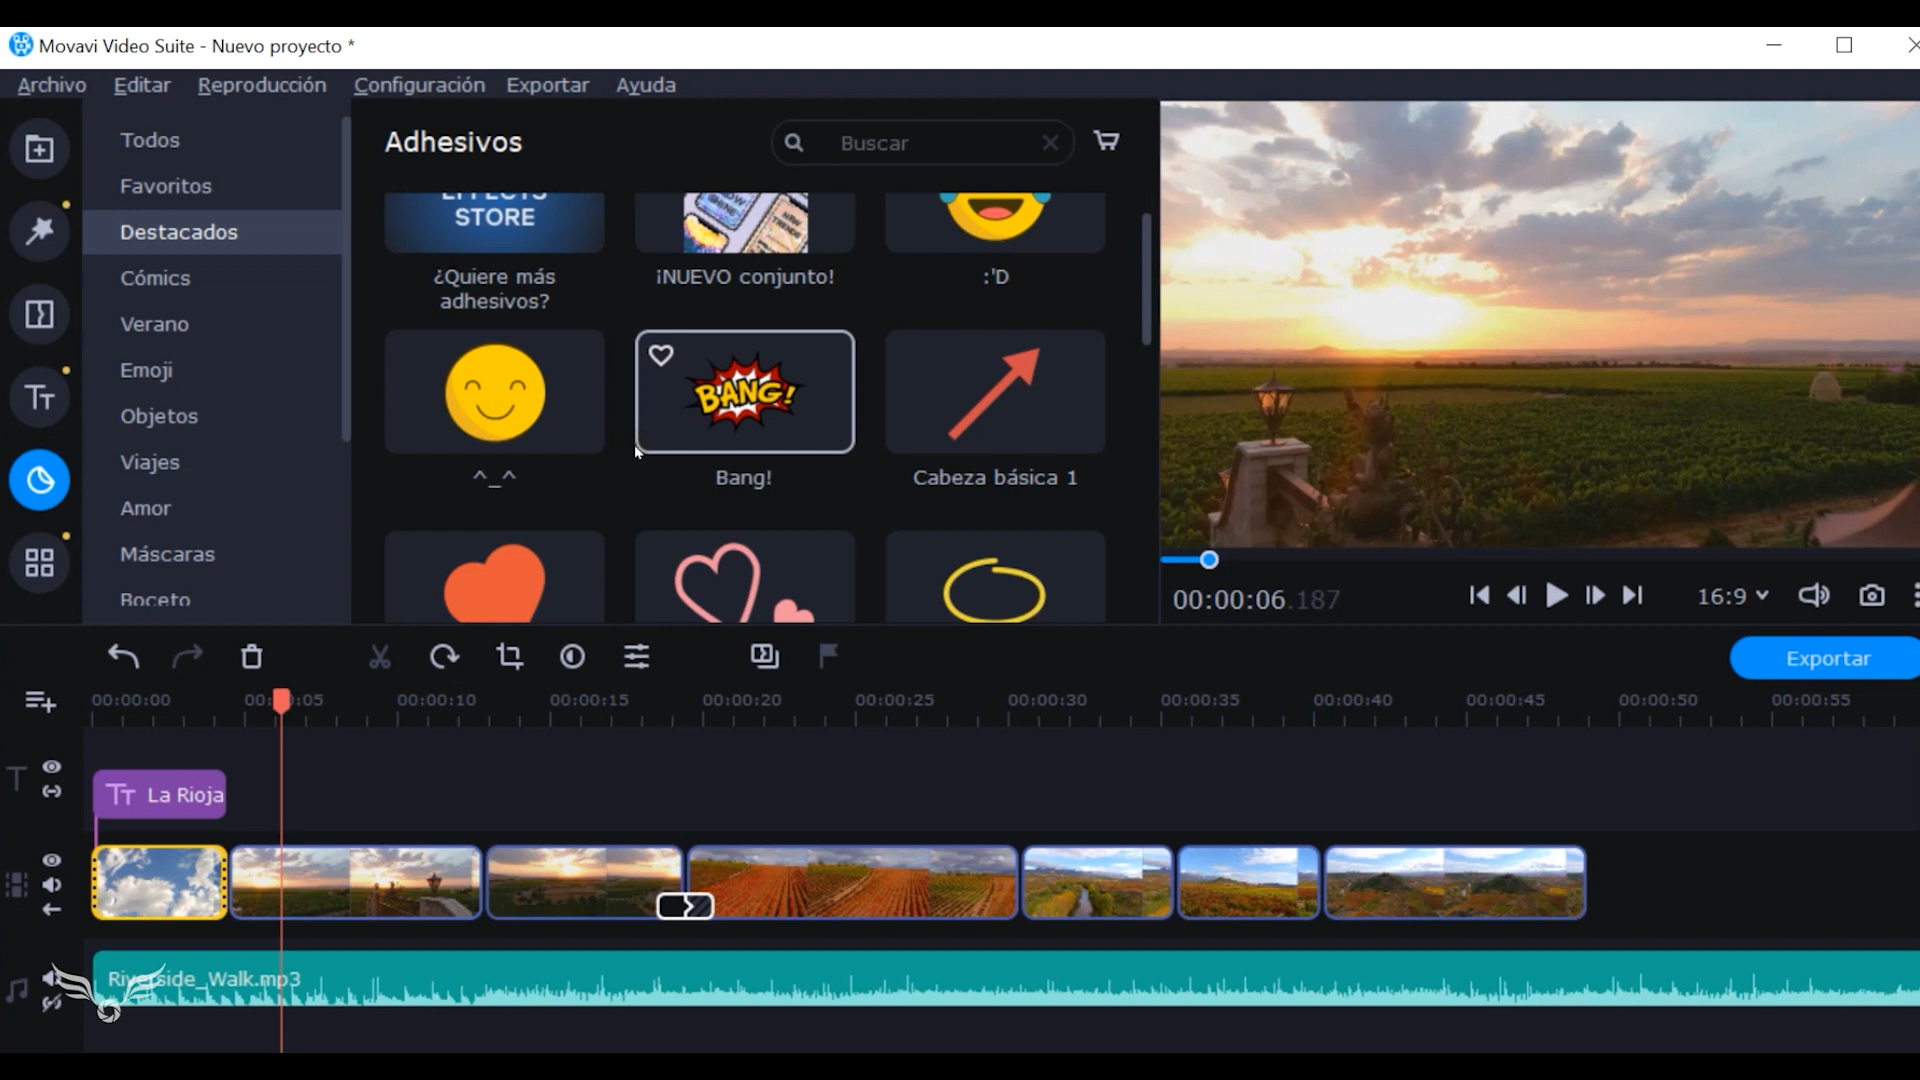 Movavi Video Suite - Nuevo proyecto *
Archivo Editar Reproducción Configuración Exportar Ayuda
Todos
Favoritos
Destacados
Cómics
Verano
Emoji
Objetos
Viajes
Amor
Máscaras
Boceto
Adhesivos
Buscar
EFFECTS
STORE
¿Quiere más
adhesivos?
¡NUEVO conjunto!
:'D
^_^
BANG!
Bang!
Cabeza básica 1
00:00:06.187
16:9
Exportar
00:00:00 00:00:05 00:00:10 00:00:15 00:00:20 00:00:25 00:00:30 00:00:35 00:00:40 00:00:45 00:00:50 00:00:55
Tт La Rioja
Riverside_Walk.mp3